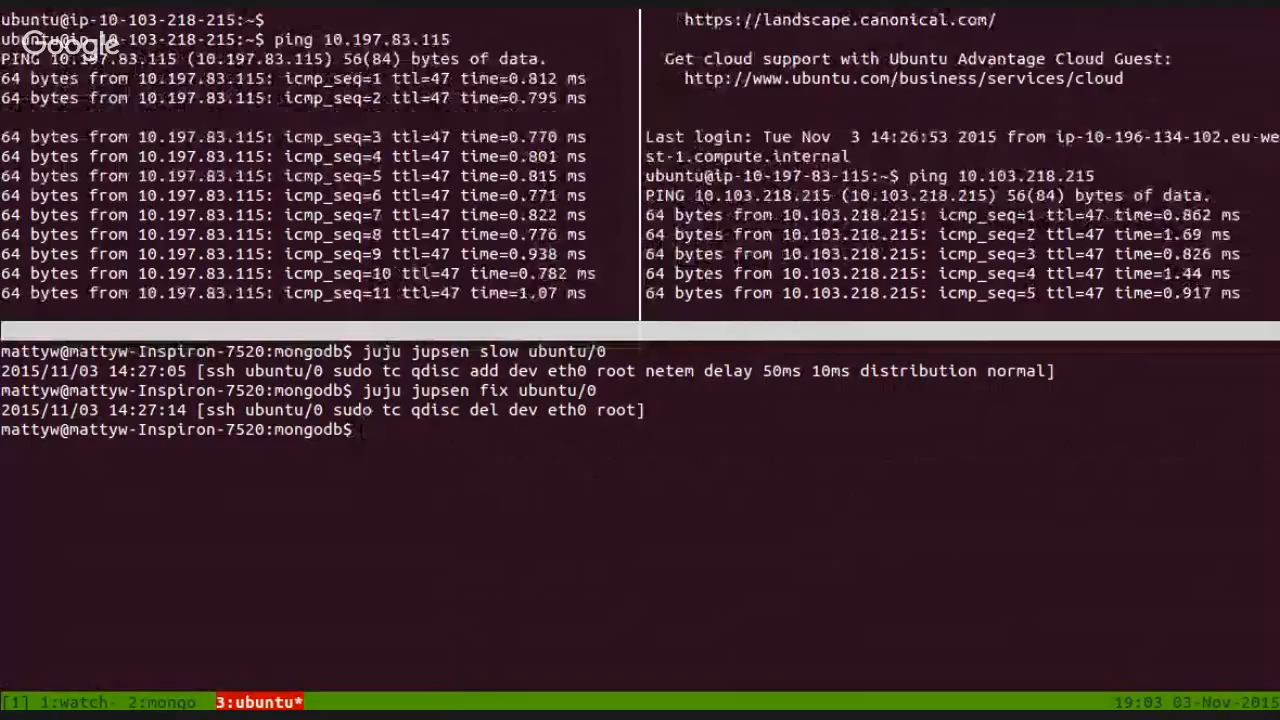 ubuntu@ip-10-103-218-215:~$
ubuntu@ip-10-103-218-215:~$ ping 10.197.83.115
Google
PING 10.197.83.115 (10.197.83.115) 56(84) bytes of data.
64 bytes from 10.197.83.115: icmp_seq=1 ttl=47 time=0.812 ms
64 bytes from 10.197.83.115: icmp_seq=2 ttl=47 time=0.795 ms
64 bytes from 10.197.83.115: icmp_seq=3 ttl=47 time=0.770 ms
64 bytes from 10.197.83.115: icmp_seq=4 ttl=47 time=0.801 ms
64 bytes from 10.197.83.115: icmp_seq=5 ttl=47 time=0.815 ms
64 bytes from 10.197.83.115: icmp_seq=6 ttl=47 time=0.771 ms
64 bytes from 10.197.83.115: icmp_seq=7 ttl=47 time=0.822 ms
64 bytes from 10.197.83.115: icmp_seq=8 ttl=47 time=0.776 ms
64 bytes from 10.197.83.115: icmp_seq=9 ttl=47 time=0.938 ms
64 bytes from 10.197.83.115: icmp_seq=10 ttl=47 time=0.782 ms
64 bytes from 10.197.83.115: icmp_seq=11 ttl=47 time=1.07 ms
https://landscape.canonical.com/
Get cloud support with Ubuntu Advantage Cloud Guest:
http://www.ubuntu.com/business/services/cloud
Last login: Tue Nov  3 14:26:53 2015 from ip-10-196-134-102.eu-we
st-1.compute.internal
ubuntu@ip-10-197-83-115:~$ ping 10.103.218.215
PING 10.103.218.215 (10.103.218.215) 56(84) bytes of data.
64 bytes from 10.103.218.215: icmp_seq=1 ttl=47 time=0.862 ms
64 bytes from 10.103.218.215: icmp_seq=2 ttl=47 time=1.69 ms
64 bytes from 10.103.218.215: icmp_seq=3 ttl=47 time=0.826 ms
64 bytes from 10.103.218.215: icmp_seq=4 ttl=47 time=1.44 ms
64 bytes from 10.103.218.215: icmp_seq=5 ttl=47 time=0.917 ms
mattyw@mattyw-Inspiron-7520:mongodb$ juju jupsen slow ubuntu/0
2015/11/03 14:27:05 [ssh ubuntu/0 sudo tc qdisc add dev eth0 root netem delay 50ms 10ms distribution normal]
mattyw@mattyw-Inspiron-7520:mongodb$ juju jupsen fix ubuntu/0
2015/11/03 14:27:14 [ssh ubuntu/0 sudo tc qdisc del dev eth0 root]
mattyw@mattyw-Inspiron-7520:mongodb$
[1] 1:watch- 2:mongo  3:ubuntu* 19:03 03-Nov-2015